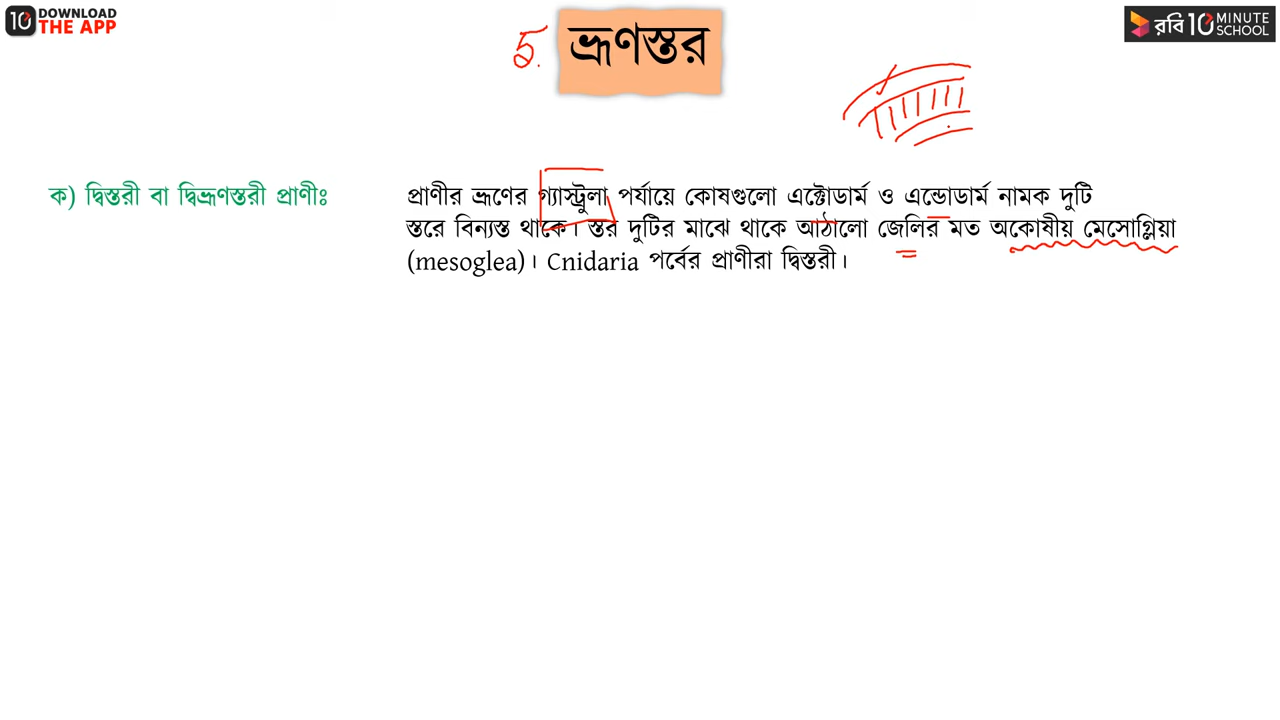 10 DOWNLOAD THE APP
রবি 10 MINUTE SCHOOL
5. ভ্রূণস্তর
ক) দ্বিস্তরী বা দ্বিভ্রূণস্তরী প্রাণীঃ
প্রাণীর ভ্রূণের গ্যাস্ট্রুলা পর্যায়ে কোষগুলো এক্টোডার্ম ও এন্ডোডার্ম নামক দুটি
স্তরে বিন্যস্ত থাকে। স্তর দুটির মাঝে থাকে আঠালো জেলির মত অকোষীয় মেসোগ্লিয়া
(mesoglea)। Cnidaria পর্বের প্রাণীরা দ্বিস্তরী।